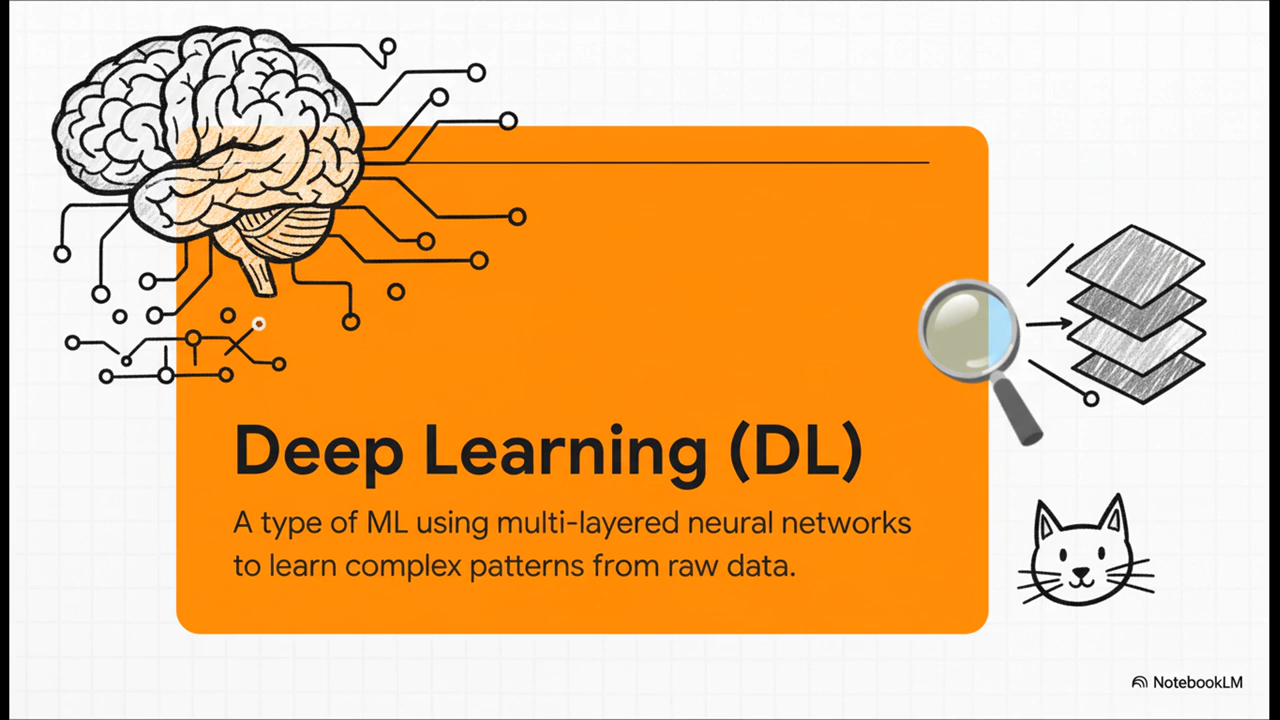 Deep Learning (DL)
A type of ML using multi-layered neural networks
to learn complex patterns from raw data.
NotebookLM